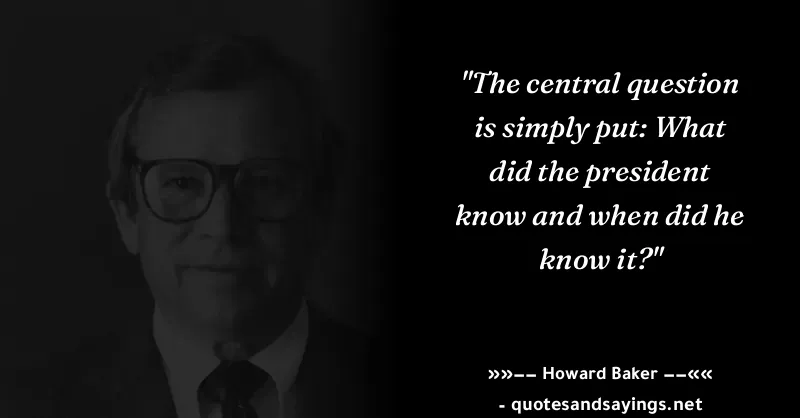 "The central question
is simply put: What
did the president
know and when did he
know it?"
»»–– Howard Baker ––««
- quotesandsayings.net